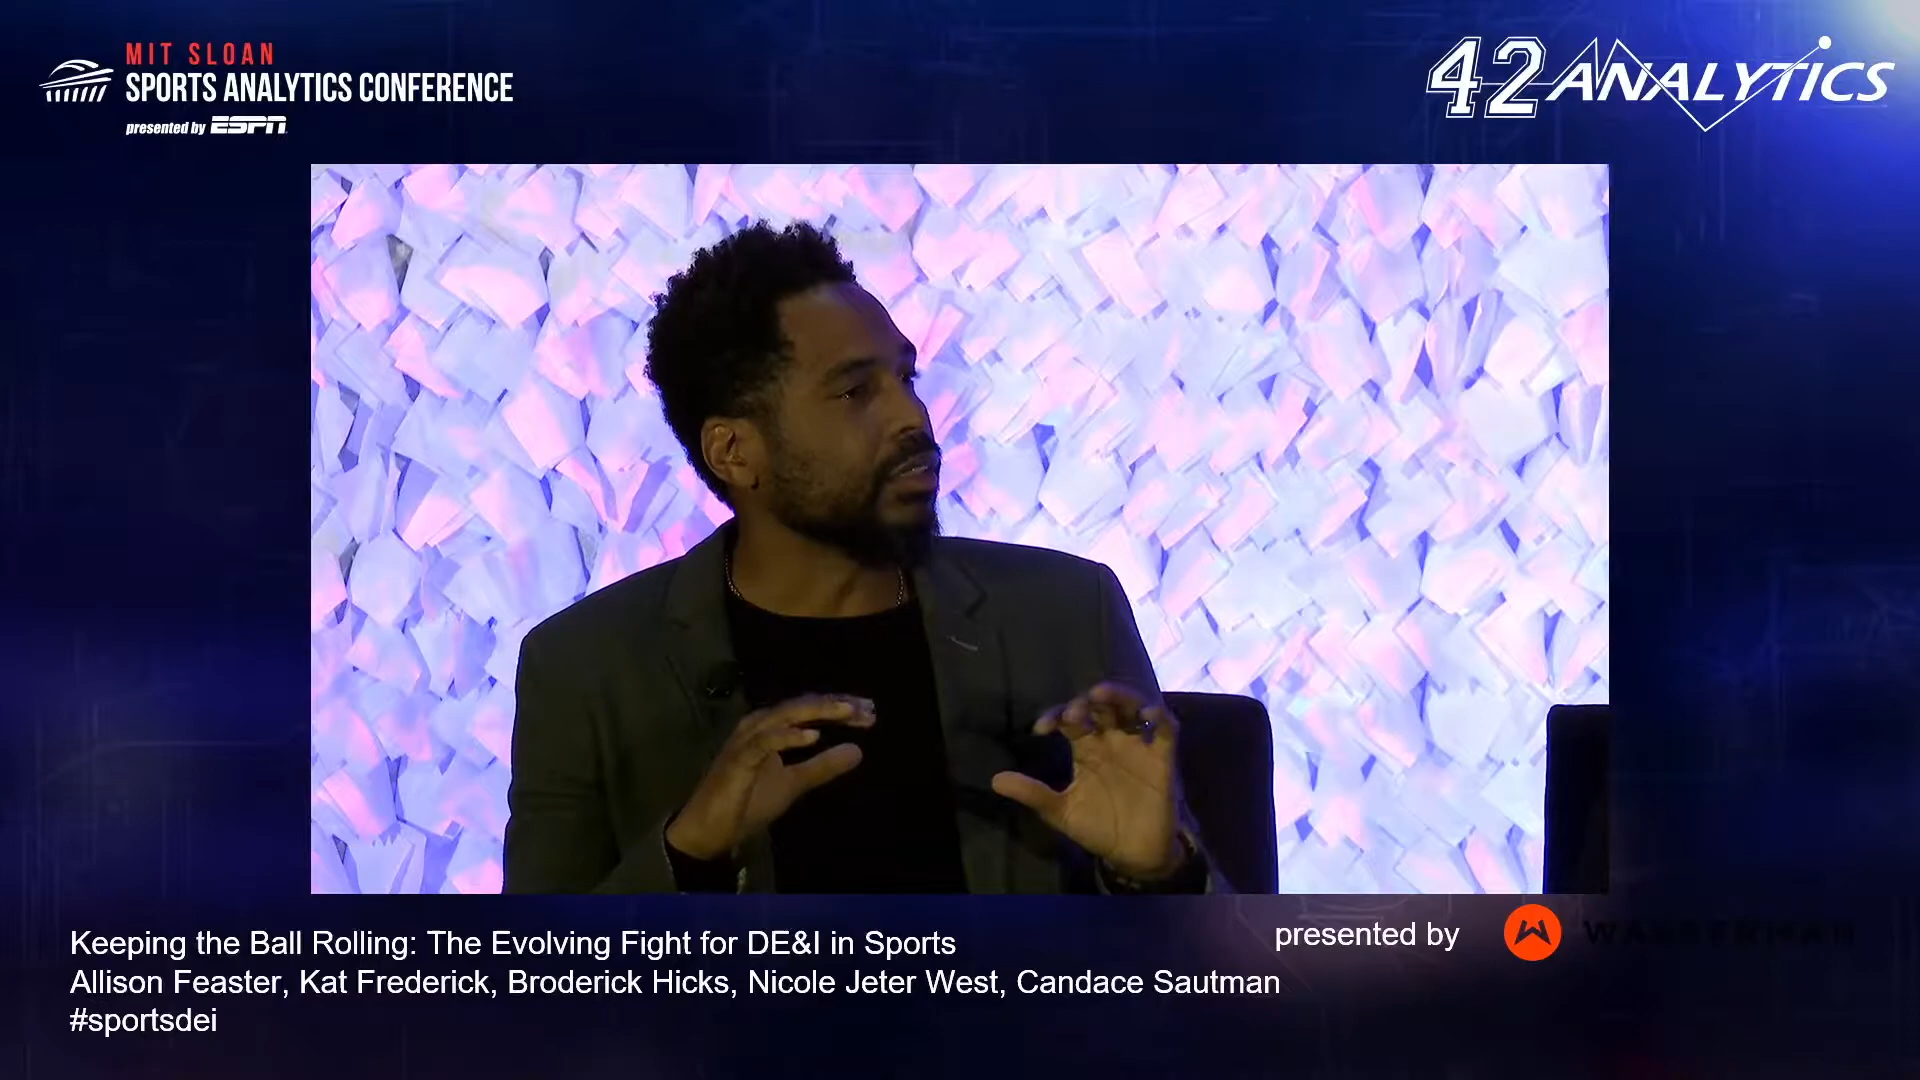 MIT SLOAN
SPORTS ANALYTICS CONFERENCE
presented by ESPN
42 ANALYTICS
Keeping the Ball Rolling: The Evolving Fight for DE&I in Sports
Allison Feaster, Kat Frederick, Broderick Hicks, Nicole Jeter West, Candace Sautman
#sportsdei
presented by